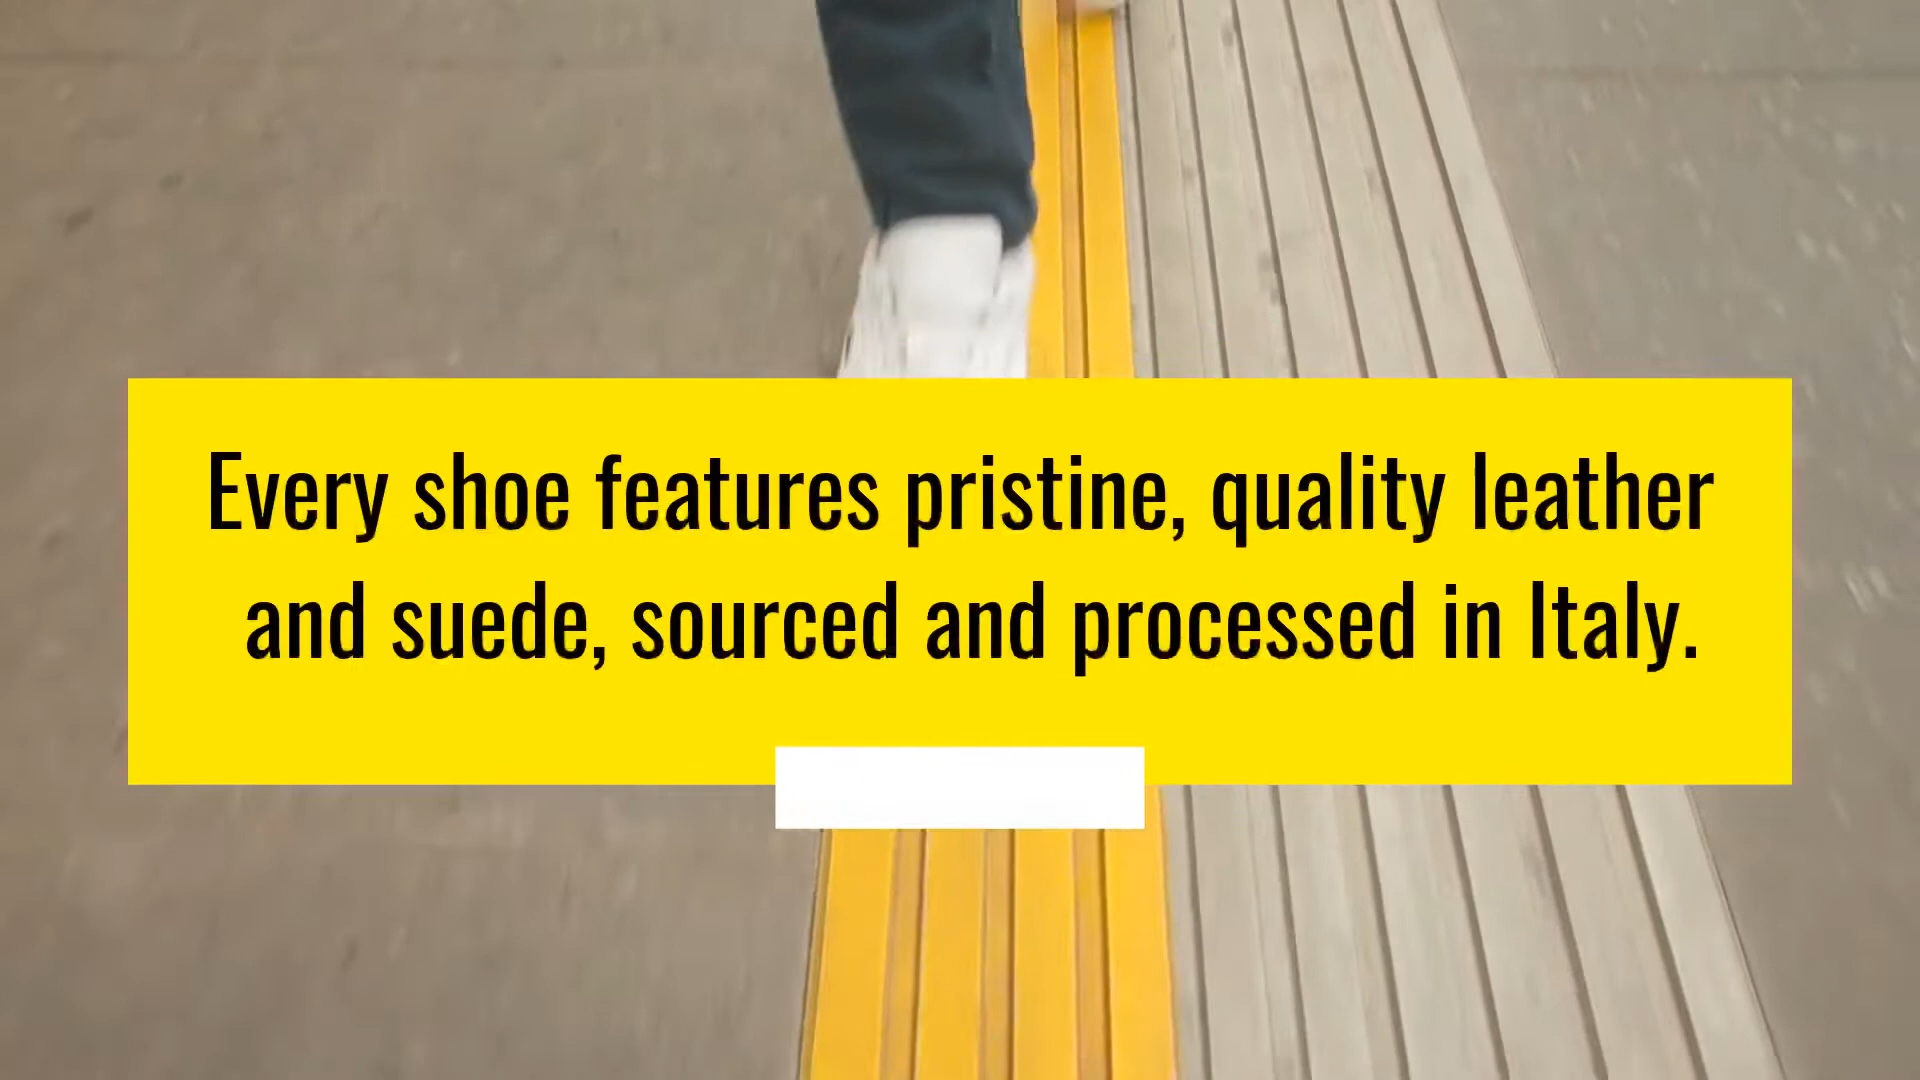 Every shoe features pristine, quality leather
and suede, sourced and processed in Italy.